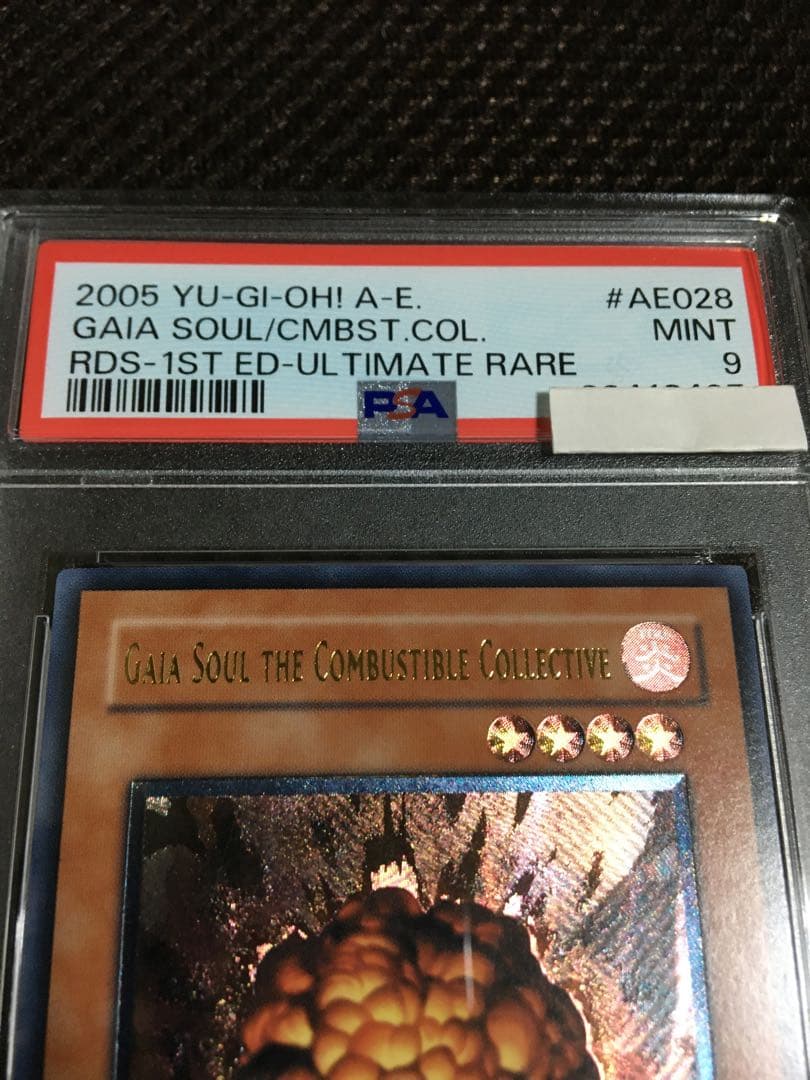 2005 YU-GI-OH! A-E. #AE028
GAIA SOUL/CMBST.COL. MINT
RDS-1ST ED-ULTIMATE RARE 9
PSA
GAIA SOUL THE COMBUSTIBLE COLLECTIVE 炎